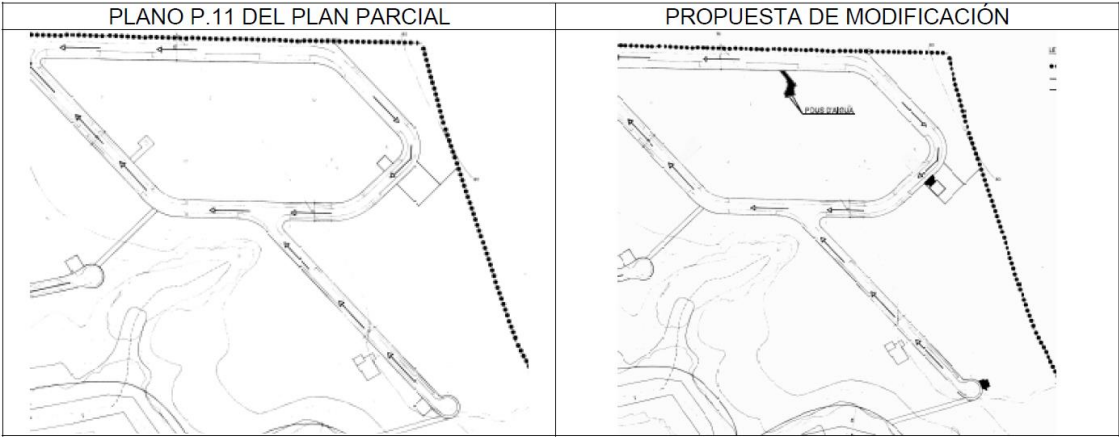 PLANO P.11 DEL PLAN PARCIAL
PROPUESTA DE MODIFICACIÓN
POUS D'AIGUA